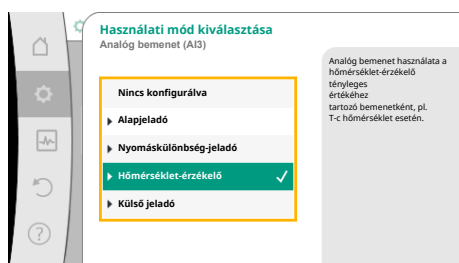 Használati mód kiválasztása
Analóg bemenet (AI3)
Nincs konfigurálva
Alapjeladó
Nyomáskülönbség-jeladó
Hőmérséklet-érzékelő
Külső jeladó
Analóg bemenet használata a
hőmérséklet-érzékelő
tényleges
értékéhez
tartozó bemenetként, pl.
T-c hőmérséklet esetén.